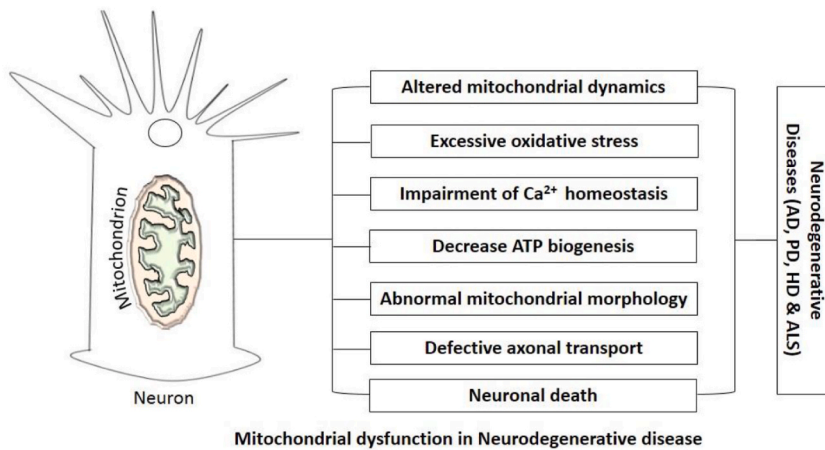 Mitochondrion
Neuron
Altered mitochondrial dynamics
Excessive oxidative stress
Impairment of Ca²⁺ homeostasis
Decrease ATP biogenesis
Abnormal mitochondrial morphology
Defective axonal transport
Neuronal death
Neurodegenerative
Diseases (AD, PD, HD & ALS)
Mitochondrial dysfunction in Neurodegenerative disease